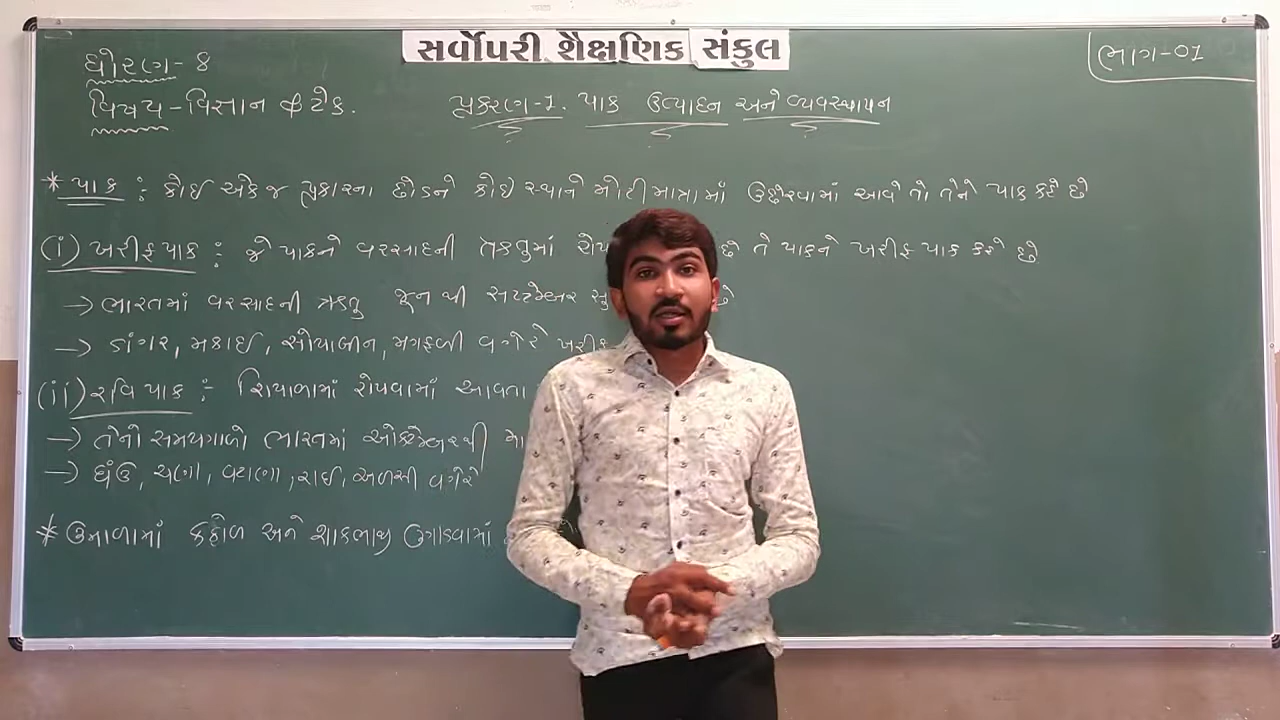 સર્વોપરી શૈક્ષણિક સંકુલ
ભાગ-01
ધોરણ-8
વિષય-વિજ્ઞાન & ટેક.
પ્રકરણ-1. પાક ઉત્પાદન અને વ્યવસ્થાપન
* પાક : કોઈ એક જ પ્રકારના છોડને કોઈ સ્થાને મોટી માત્રામાં ઉછેરવામાં આવે તો તેને પાક કહે છે
(i) ખરીફ પાક : જે પાકને વરસાદની ઋતુમાં છે તે પાકને ખરીફ પાક કહે છે
→ ભારતમાં વરસાદની ઋતુ જૂન થી સપ્ટેમ્બર
→ ડાંગર, મકાઈ, સોયાબીન, મગફળી વગેરે ખરીફ
(ii) રવિ પાક : શિયાળામાં રોપવામાં આવતા
→ તેનો સમયગાળો ભારતમાં ઓક્ટોમ્બરથી
→ ઘંઉ, ચણા, વટાણા, રાઈ, અળસી વગેરે
* ઉનાળામાં કઠોળ અને શાકભાજી ઉગાડવામાં